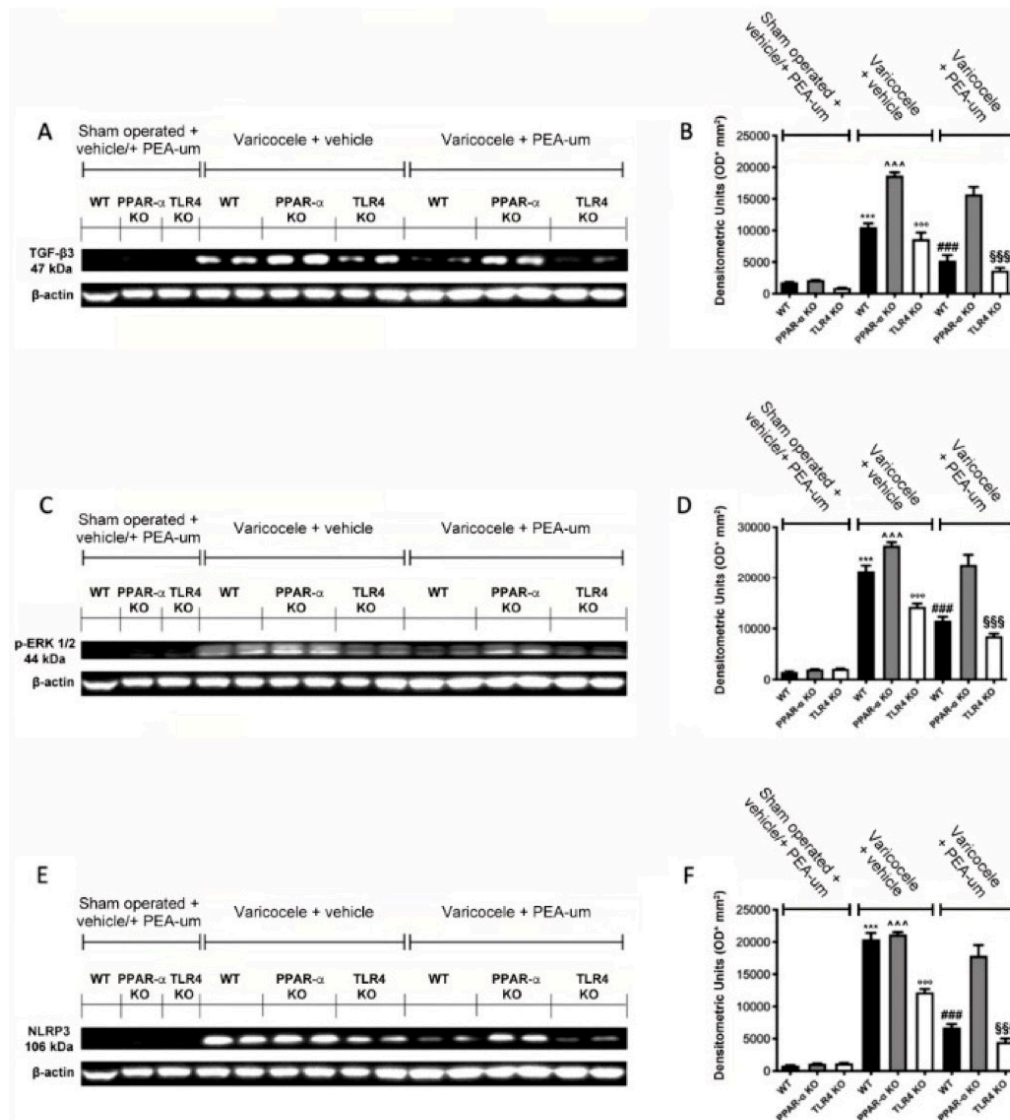 A
Sham operated +
vehicle/+ PEA-um
Varicocele + vehicle
Varicocele + PEA-um
WT PPAR-α KO TLR4 KO WT PPAR-α KO TLR4 KO WT PPAR-α KO TLR4 KO
TGF-β3
47 kDa
β-actin
B
Sham operated +
vehicle/+ PEA-um
Varicocele
+ vehicle
Varicocele
+ PEA-um
Densitometric Units (OD* mm²)
25000
20000
15000
10000
5000
0
*** ^^^ °°° ### §§§
WT PPAR-α KO TLR4 KO WT PPAR-α KO TLR4 KO WT PPAR-α KO TLR4 KO
C
Sham operated +
vehicle/+ PEA-um
Varicocele + vehicle
Varicocele + PEA-um
WT PPAR-α KO TLR4 KO WT PPAR-α KO TLR4 KO WT PPAR-α KO TLR4 KO
p-ERK 1/2
44 kDa
β-actin
D
Sham operated +
vehicle/+ PEA-um
Varicocele
+ vehicle
Varicocele
+ PEA-um
Densitometric Units (OD* mm²)
30000
20000
10000
0
*** ^^^ °°° ### §§§
WT PPAR-α KO TLR4 KO WT PPAR-α KO TLR4 KO WT PPAR-α KO TLR4 KO
E
Sham operated +
vehicle/+ PEA-um
Varicocele + vehicle
Varicocele + PEA-um
WT PPAR-α KO TLR4 KO WT PPAR-α KO TLR4 KO WT PPAR-α KO TLR4 KO
NLRP3
106 kDa
β-actin
F
Sham operated +
vehicle/+ PEA-um
Varicocele
+ vehicle
Varicocele
+ PEA-um
Densitometric Units (OD* mm²)
25000
20000
15000
10000
5000
0
*** ^^^ °°° ### §§
WT PPAR-α KO TLR4 KO WT PPAR-α KO TLR4 KO WT PPAR-α KO TLR4 KO